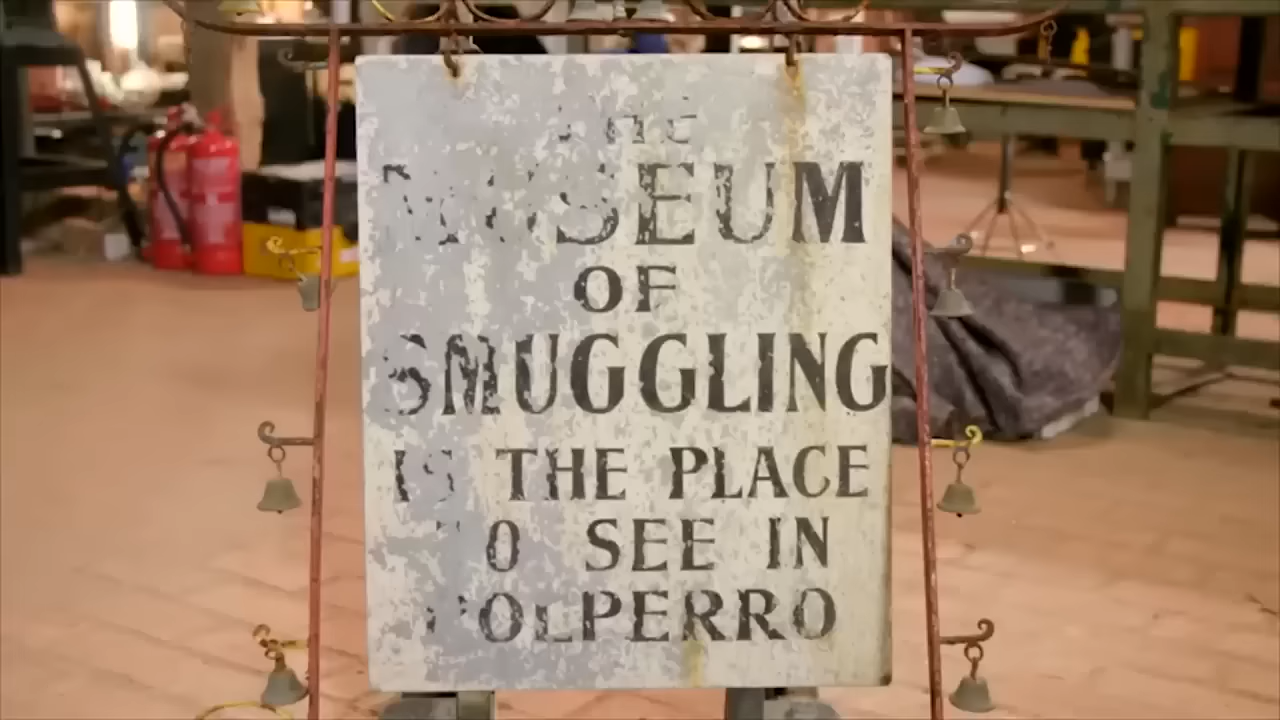 THE
MUSEUM
OF
SMUGGLING
IS THE PLACE
TO SEE IN
POLPERRO